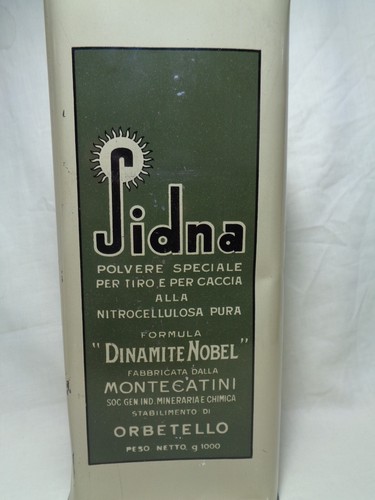 Sidna
POLVERE SPECIALE
PER TIRO, E PER CACCIA
ALLA
NITROCELLULOSA PURA
FORMULA
"DINAMITE NOBEL"
FABBRICATA DALLA
MONTECATINI
SOC. GEN. IND. MINERARIA E CHIMICA
STABILIMENTO DI
ORBETELLO
PESO NETTO g 1000